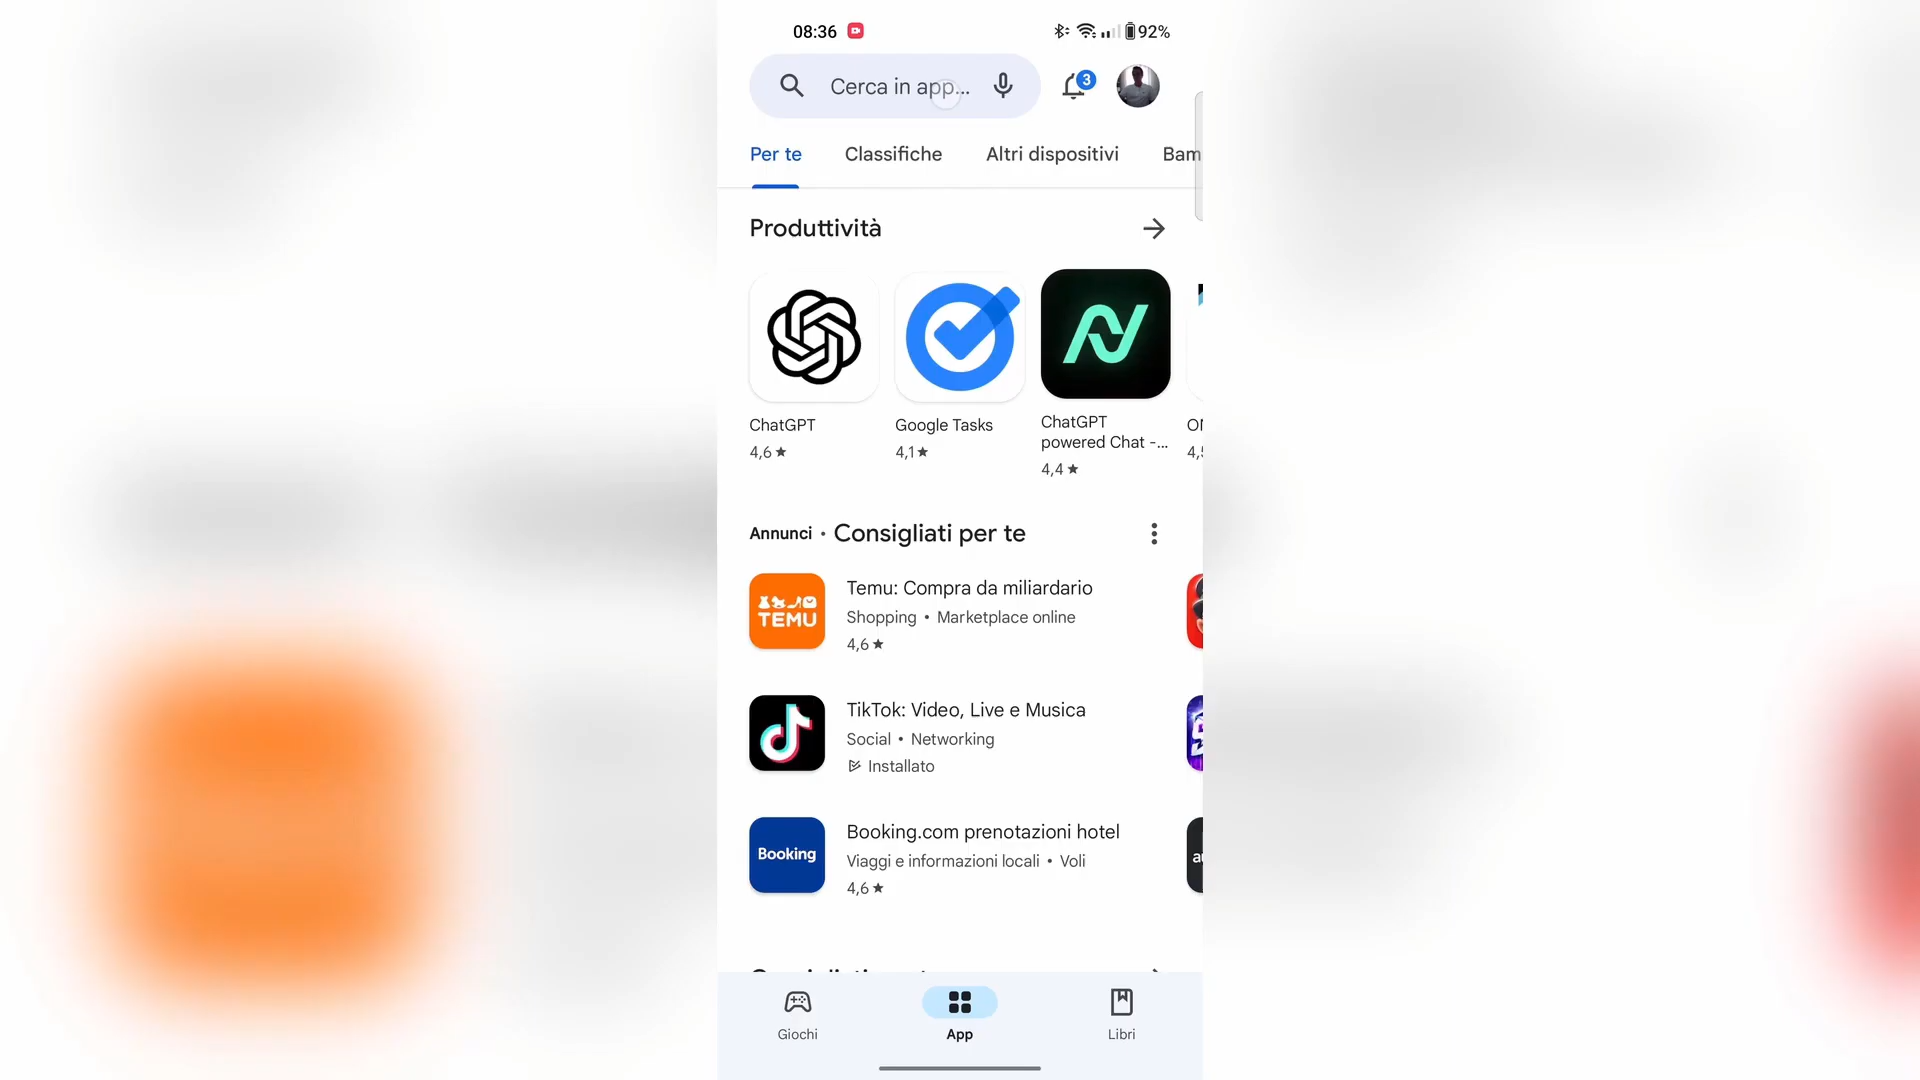 08:36
92%
Cerca in app...
3
Per te
Classifiche
Altri dispositivi
Bam
Produttività
ChatGPT
4,6 ★
Google Tasks
4,1 ★
ChatGPT
powered Chat -...
4,4 ★
4,5
Annunci • Consigliati per te
TEMU
Temu: Compra da miliardario
Shopping • Marketplace online
4,6 ★
TikTok: Video, Live e Musica
Social • Networking
Installato
Booking
Booking.com prenotazioni hotel
Viaggi e informazioni locali • Voli
4,6 ★
Giochi
App
Libri